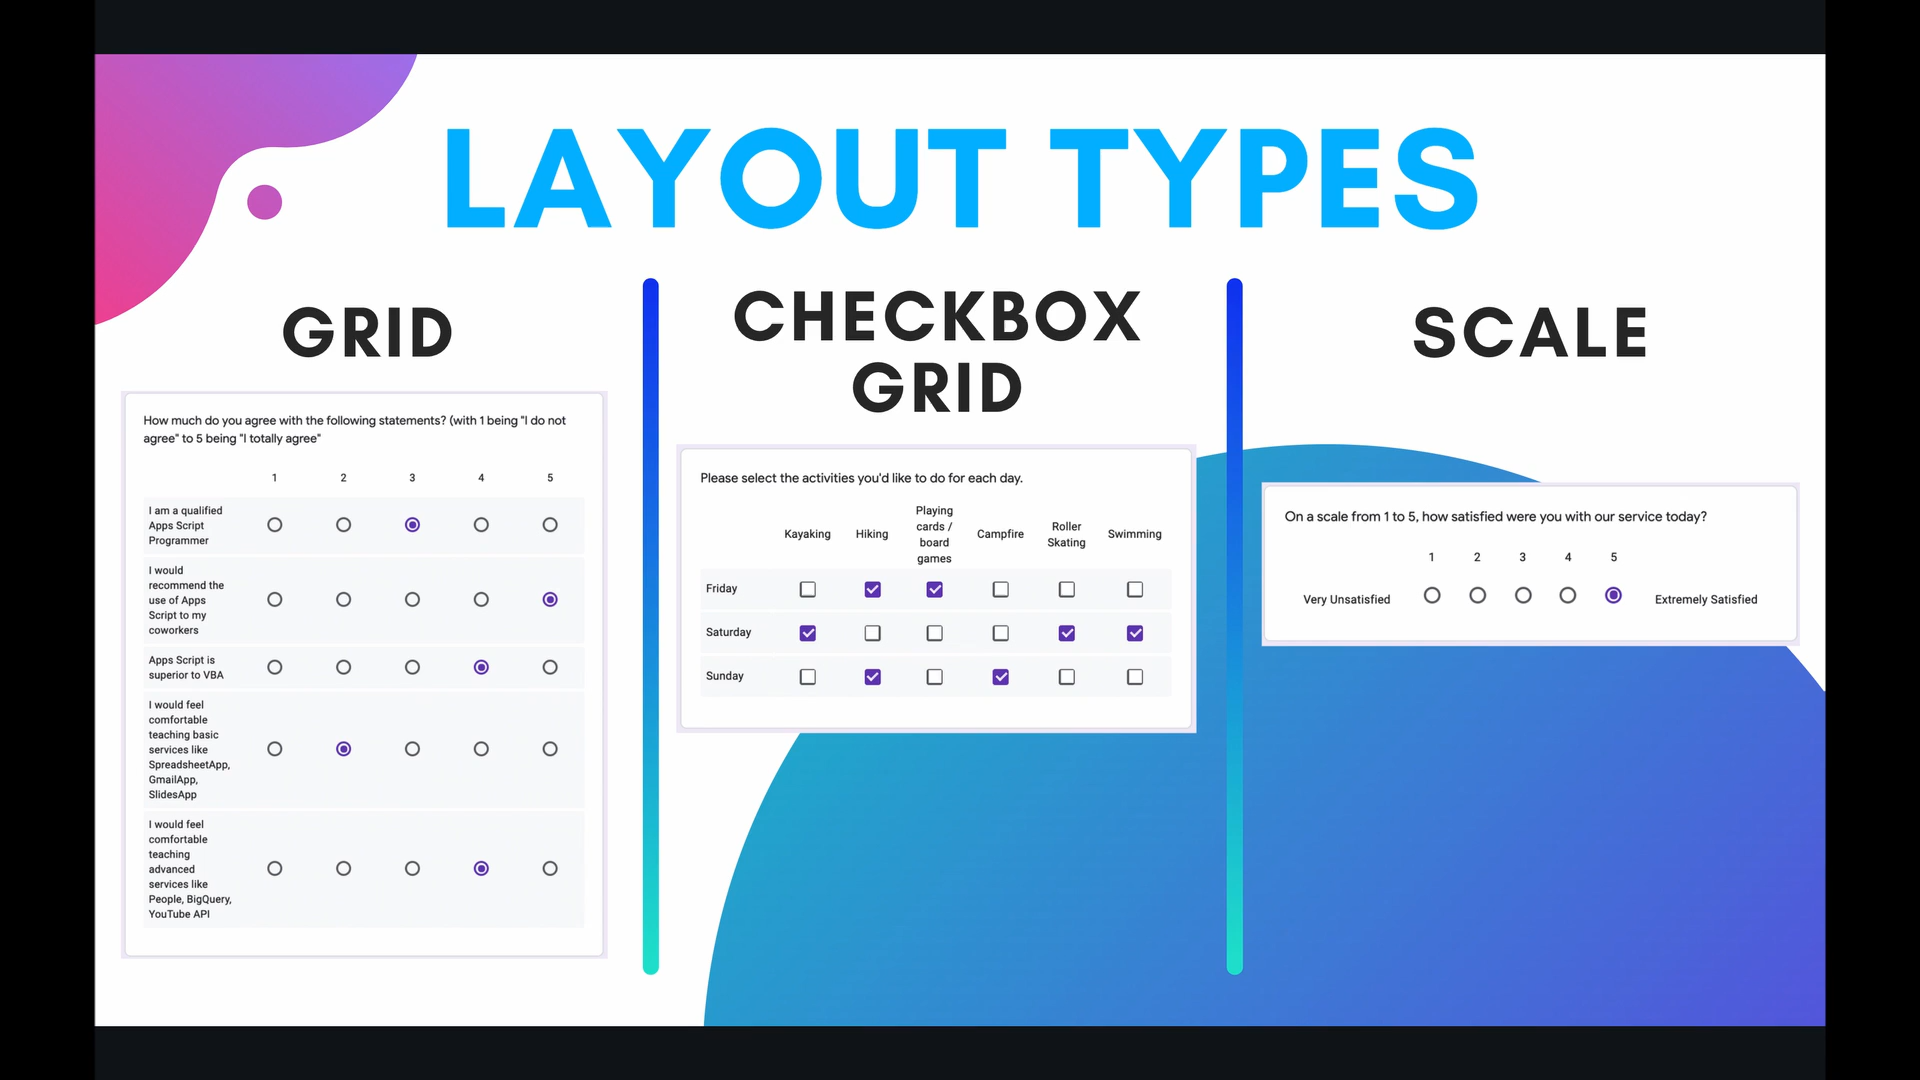 LAYOUT TYPES
GRID
How much do you agree with the following statements? (with 1 being "I do not
agree" to 5 being "I totally agree"
1 2 3 4 5
I am a qualified
Apps Script
Programmer
I would
recommend the
use of Apps
Script to my
coworkers
Apps Script is
superior to VBA
I would feel
comfortable
teaching basic
services like
SpreadsheetApp,
GmailApp,
SlidesApp
I would feel
comfortable
teaching
advanced
services like
People, BigQuery,
YouTube API
CHECKBOX
GRID
Please select the activities you'd like to do for each day.
Kayaking
Hiking
Playing
cards /
board
games
Campfire
Roller
Skating
Swimming
Friday
Saturday
Sunday
SCALE
On a scale from 1 to 5, how satisfied were you with our service today?
1 2 3 4 5
Very Unsatisfied
Extremely Satisfied